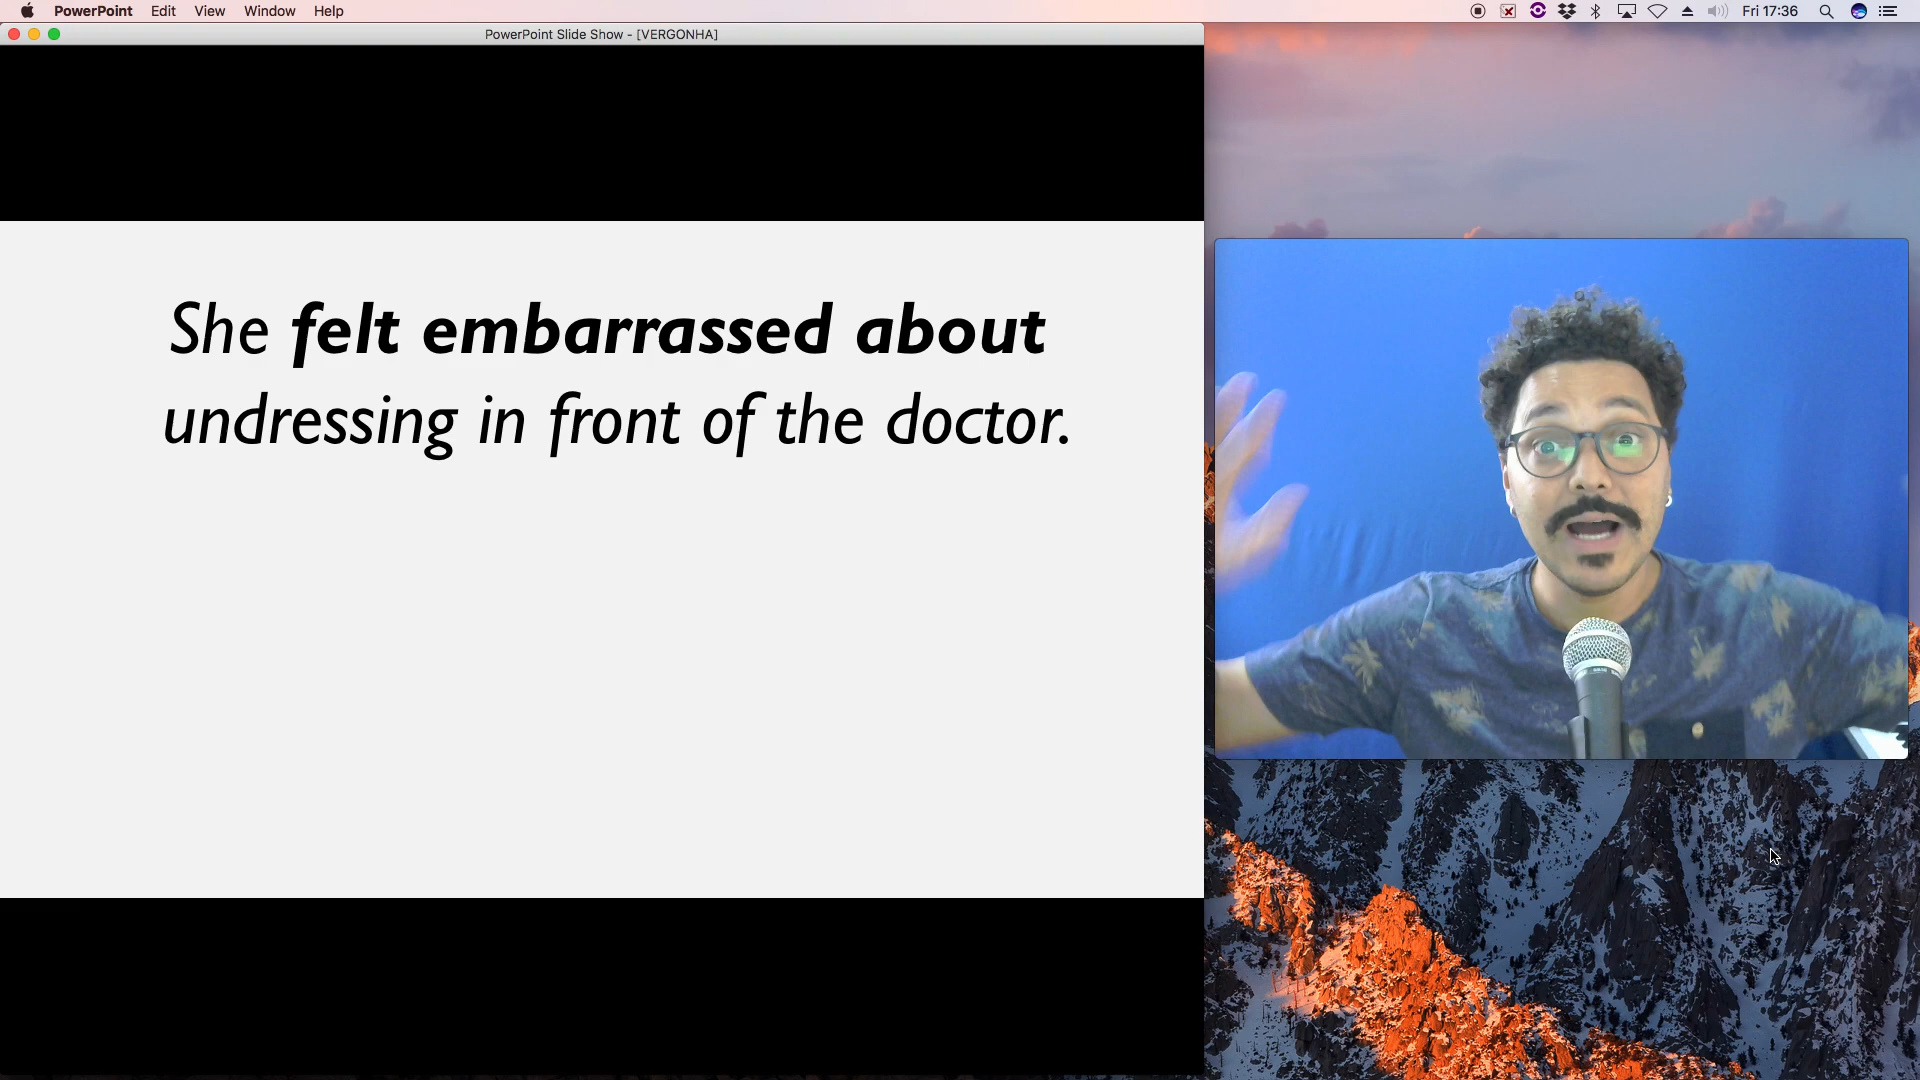 PowerPoint Edit View Window Help Fri 17:36
PowerPoint Slide Show - [VERGONHA]
She felt embarrassed about
undressing in front of the doctor.